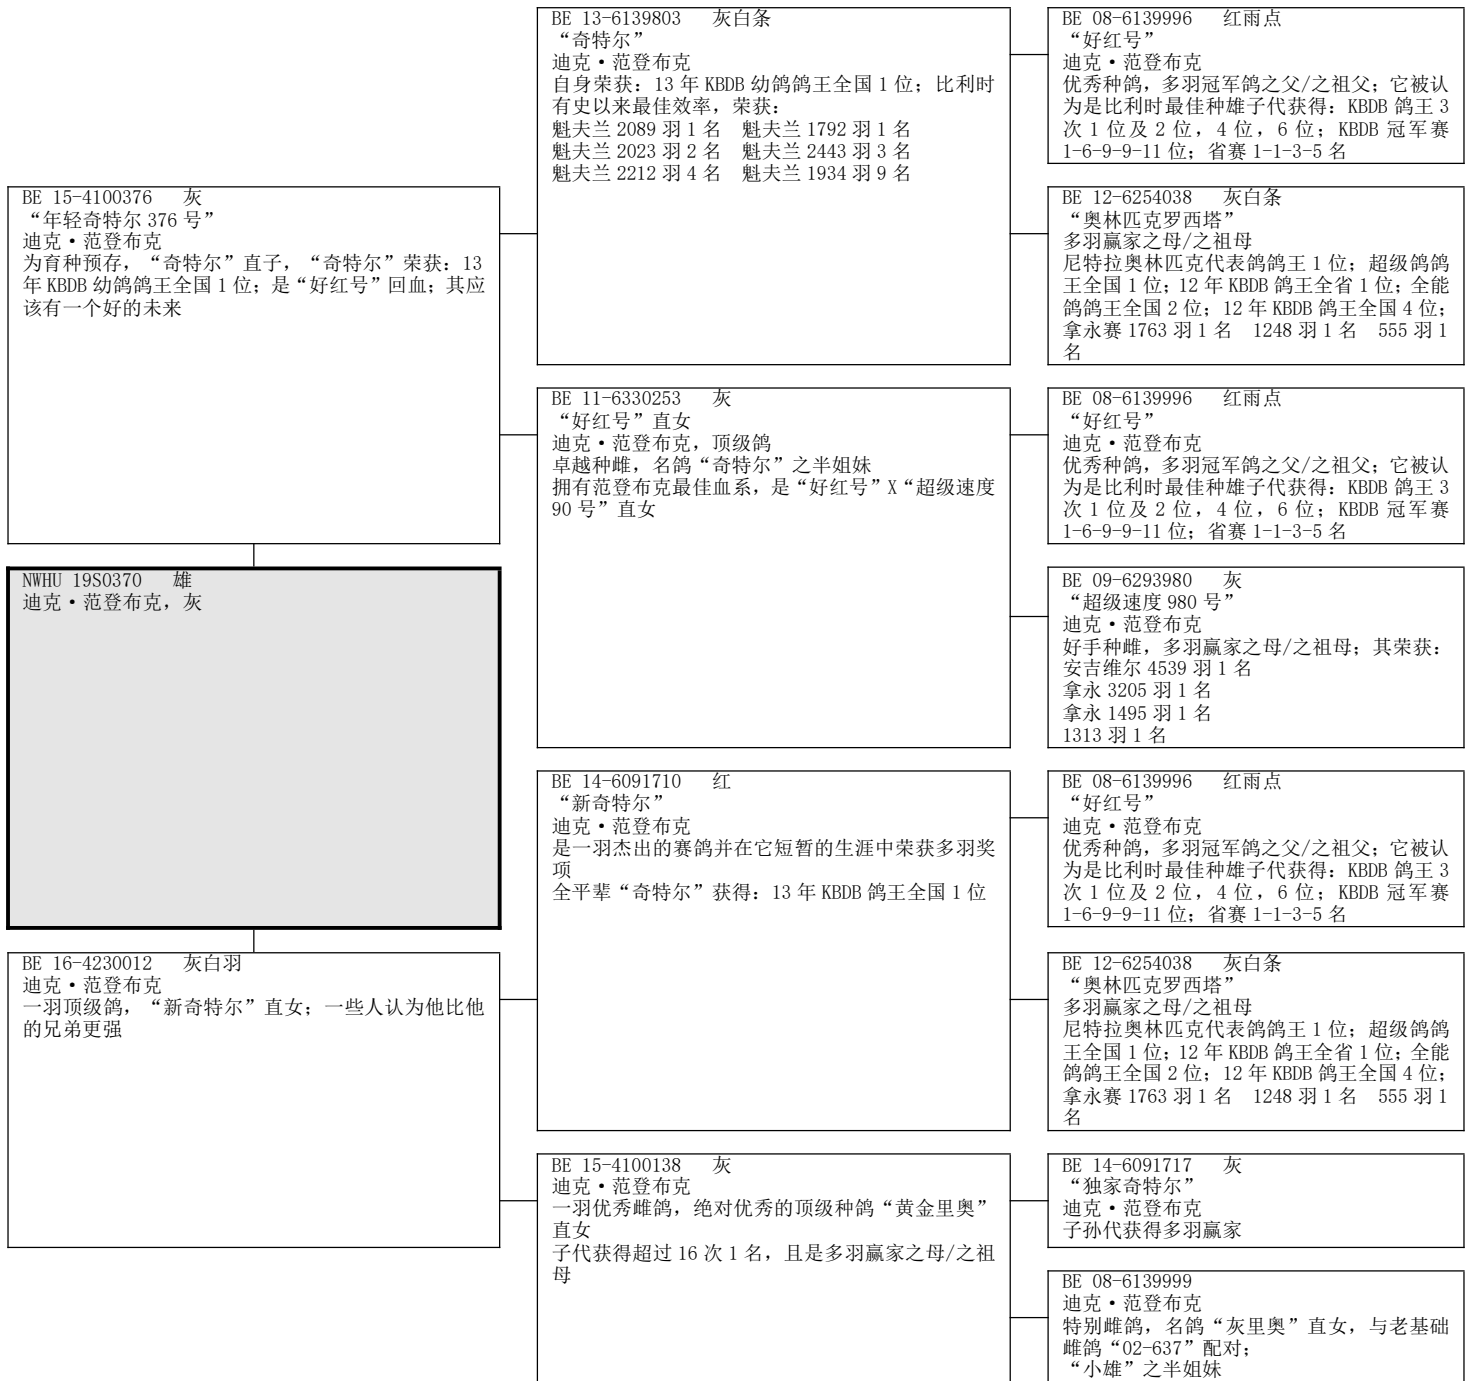 BE 13-6139803 灰白条
“奇特尔”
迪克·范登布克
自身荣获：13 年 KBDB 幼鸽鸽王全国 1 位；比利时
有史以来最佳效率，荣获：
魁夫兰 2089 羽 1 名 魁夫兰 1792 羽 1 名
魁夫兰 2023 羽 2 名 魁夫兰 2443 羽 3 名
魁夫兰 2212 羽 4 名 魁夫兰 1934 羽 9 名
BE 08-6139996 红雨点
“好红号”
迪克·范登布克
优秀种鸽，多羽冠军鸽之父/之祖父；它被认
为是比利时最佳种雄子代获得：KBDB 鸽王 3
次 1 位及 2 位，4 位，6 位；KBDB 冠军赛
1-6-9-9-11 位；省赛 1-1-3-5 名
BE 15-4100376 灰
“年轻奇特尔 376 号”
迪克·范登布克
为育种预存，“奇特尔”直子，“奇特尔”荣获：13
年 KBDB 幼鸽鸽王全国 1 位；是“好红号”回血；其应
该有一个好的未来
BE 12-6254038 灰白条
“奥林匹克罗西塔”
多羽赢家之母/之祖母
尼特拉奥林匹克代表鸽鸽王 1 位；超级鸽鸽
王全国 1 位；12 年 KBDB 鸽王全省 1 位；全能
鸽鸽王全国 2 位；12 年 KBDB 鸽王全国 4 位；
拿永赛 1763 羽 1 名 1248 羽 1 名 555 羽 1
名
BE 11-6330253 灰
“好红号”直女
迪克·范登布克，顶级鸽
卓越种雌，名鸽“奇特尔”之半姐妹
拥有范登布克最佳血系，是“好红号”X“超级速度
90 号”直女
BE 08-6139996 红雨点
“好红号”
迪克·范登布克
优秀种鸽，多羽冠军鸽之父/之祖父；它被认
为是比利时最佳种雄子代获得：KBDB 鸽王 3
次 1 位及 2 位，4 位，6 位；KBDB 冠军赛
1-6-9-9-11 位；省赛 1-1-3-5 名
NWHU 19S0370 雄
迪克·范登布克，灰
BE 09-6293980 灰
“超级速度 980 号”
迪克·范登布克
好手种雌，多羽赢家之母/之祖母；其荣获：
安吉维尔 4539 羽 1 名
拿永 3205 羽 1 名
拿永 1495 羽 1 名
1313 羽 1 名
BE 14-6091710 红
“新奇特尔”
迪克·范登布克
是一羽杰出的赛鸽并在它短暂的生涯中荣获多羽奖
项
全平辈“奇特尔”获得：13 年 KBDB 鸽王全国 1 位
BE 08-6139996 红雨点
“好红号”
迪克·范登布克
优秀种鸽，多羽冠军鸽之父/之祖父；它被认
为是比利时最佳种雄子代获得：KBDB 鸽王 3
次 1 位及 2 位，4 位，6 位；KBDB 冠军赛
1-6-9-9-11 位；省赛 1-1-3-5 名
BE 16-4230012 灰白羽
迪克·范登布克
一羽顶级鸽，“新奇特尔”直女；一些人认为他比他
的兄弟更强
BE 12-6254038 灰白条
“奥林匹克罗西塔”
多羽赢家之母/之祖母
尼特拉奥林匹克代表鸽鸽王 1 位；超级鸽鸽
王全国 1 位；12 年 KBDB 鸽王全省 1 位；全能
鸽鸽王全国 2 位；12 年 KBDB 鸽王全国 4 位；
拿永赛 1763 羽 1 名 1248 羽 1 名 555 羽 1
名
BE 15-4100138 灰
迪克·范登布克
一羽优秀雌鸽，绝对优秀的顶级种鸽“黄金里奥”
直女
子代获得超过 16 次 1 名，且是多羽赢家之母/之祖
母
BE 14-6091717 灰
“独家奇特尔”
迪克·范登布克
子孙代获得多羽赢家
BE 08-6139999
迪克·范登布克
特别雌鸽，名鸽“灰里奥”直女，与老基础
雌鸽“02-637”配对；
“小雄”之半姐妹